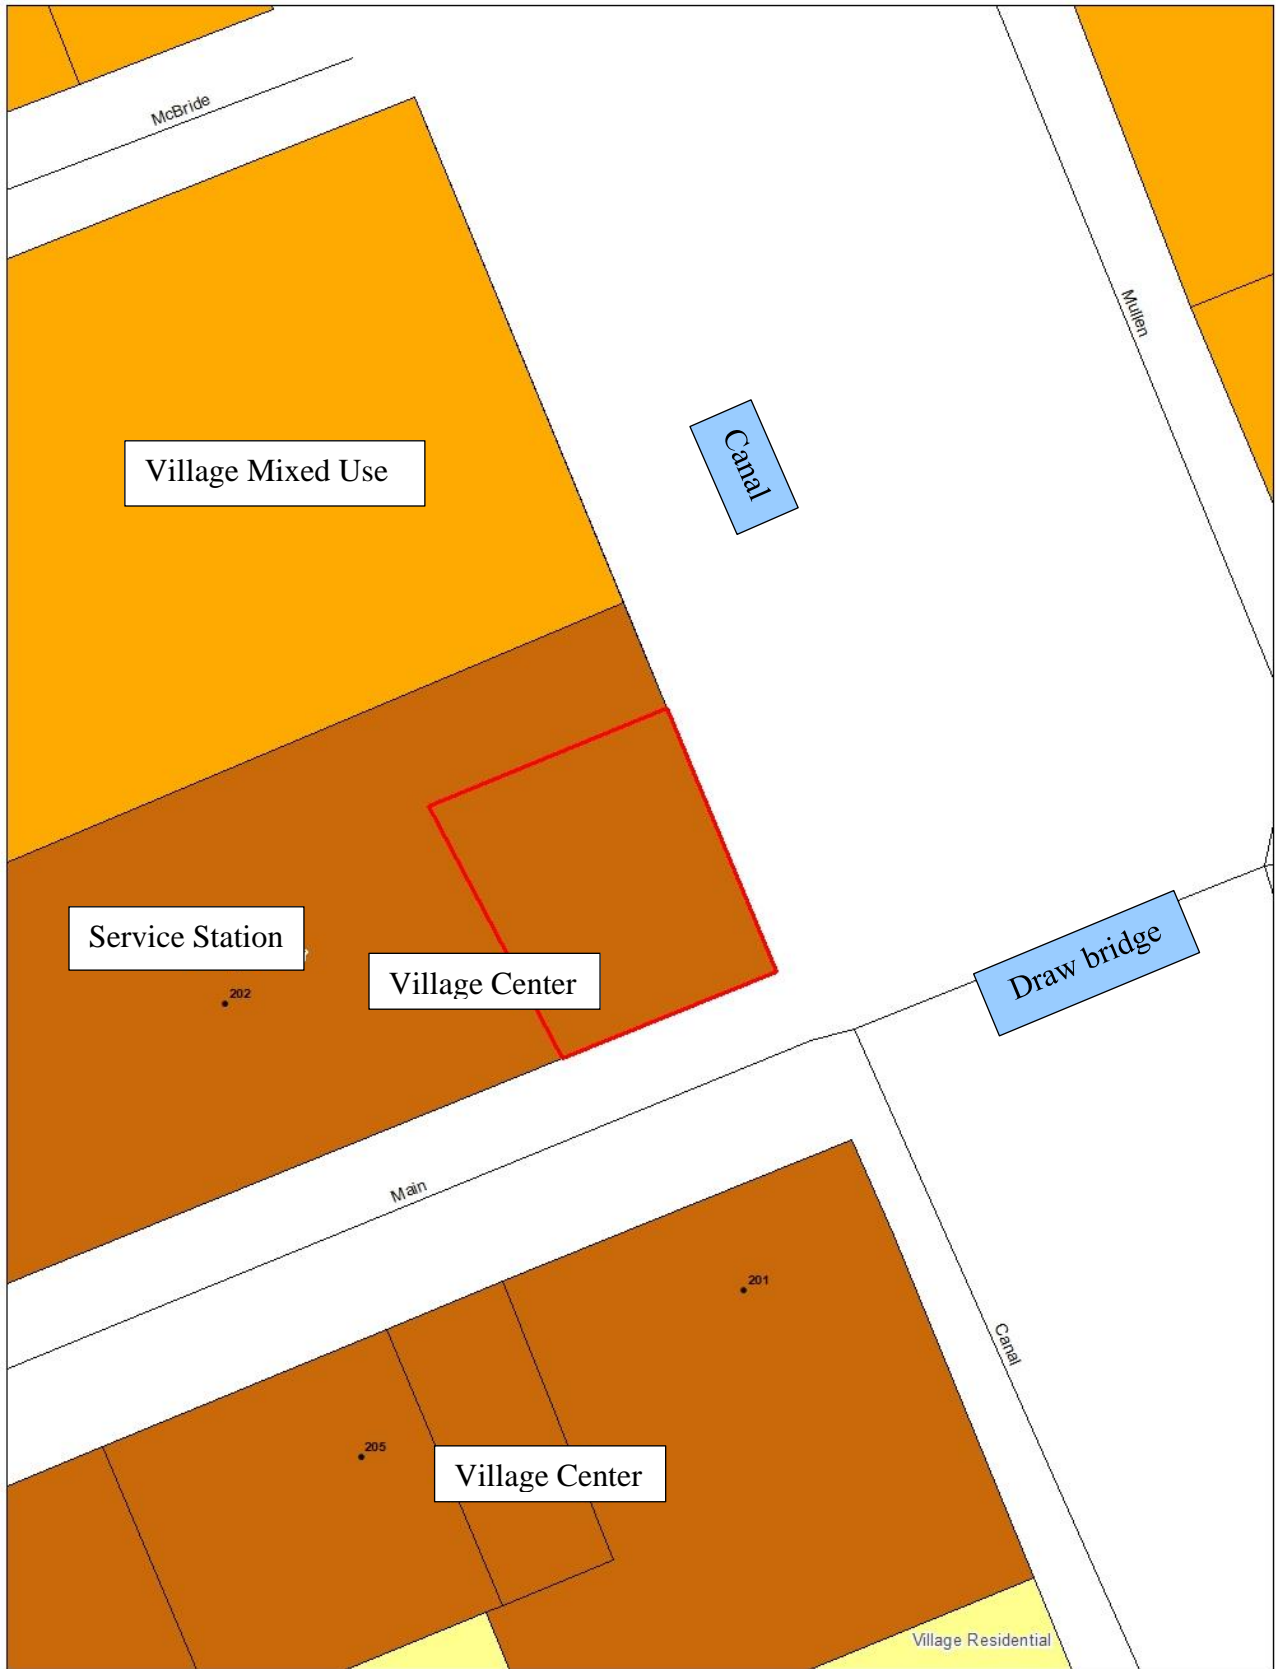 McBride
Mullen
Canal
Village Mixed Use
Service Station
202
Village Center
Draw bridge
Main
201
Canal
205
Village Center
Village Residential